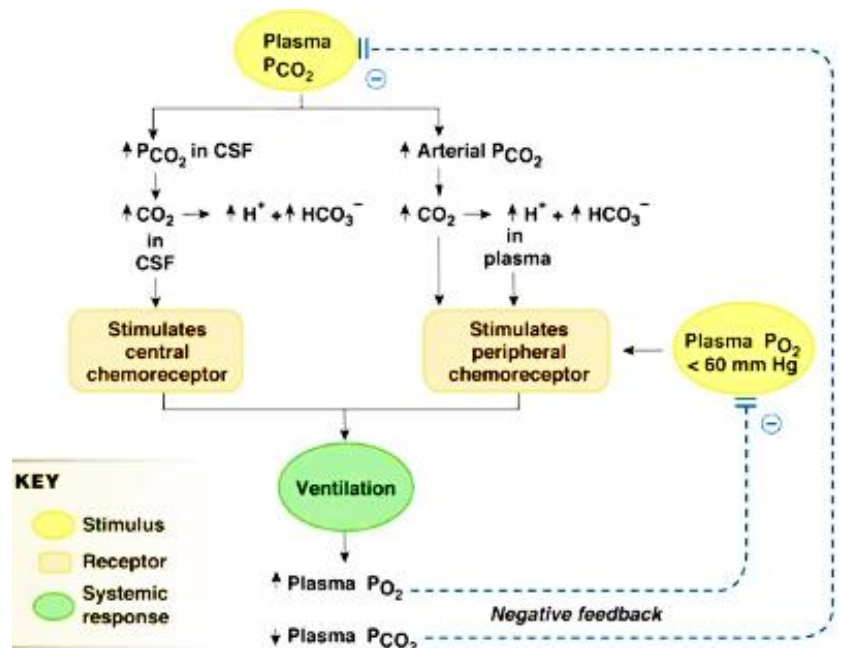 Plasma
PCO₂
⊖
↑ PCO₂ in CSF
↑ Arterial PCO₂
↑ CO₂ → ↑ H⁺ + ↑ HCO₃⁻
in
CSF
↑ CO₂ → ↑ H⁺ + ↑ HCO₃⁻
in
plasma
Stimulates
central
chemoreceptor
Stimulates
peripheral
chemoreceptor
Plasma PO₂
< 60 mm Hg
⊖
Ventilation
KEY
Stimulus
Receptor
Systemic
response
↑ Plasma PO₂
Negative feedback
↓ Plasma PCO₂